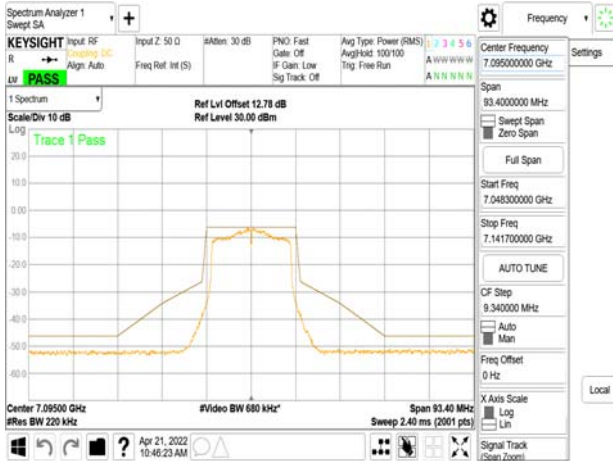 Spectrum Analyzer 1
Swept SA
Frequency
KEYSIGHT
R
LV PASS
Input: RF
Coupling: DC
Align: Auto
Input Z: 50 Ω
Freq Ref: Int (S)
#Atten: 30 dB
PNO: Fast
Gate: Off
IF Gain: Low
Sig Track: Off
Avg Type: Power (RMS)
Avg|Hold: 100/100
Trig: Free Run
1 2 3 4 5 6
A W W W W W
A N N N N N
1 Spectrum
Scale/Div 10 dB
Ref Lvl Offset 12.78 dB
Ref Level 30.00 dBm
Log
Trace 1 Pass
20.0
10.0
0.00
-10.0
-20.0
-30.0
-40.0
-50.0
-60.0
Center 7.09500 GHz
#Res BW 220 kHz
#Video BW 680 kHz*
Span 93.40 MHz
Sweep 2.40 ms (2001 pts)
Apr 21, 2022
10:46:23 AM
Center Frequency
7.095000000 GHz
Settings
Span
93.4000000 MHz
Swept Span
Zero Span
Full Span
Start Freq
7.048300000 GHz
Stop Freq
7.141700000 GHz
AUTO TUNE
CF Step
9.340000 MHz
Auto
Man
Freq Offset
0 Hz
X Axis Scale
Log
Lin
Signal Track
(Span Zoom)
Local